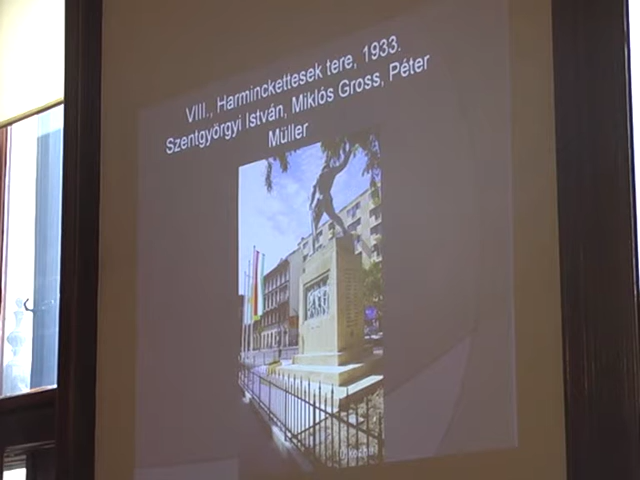 VIII., Harminckettesek tere, 1933.
Szentgyörgyi István, Miklós Gross, Péter
Müller